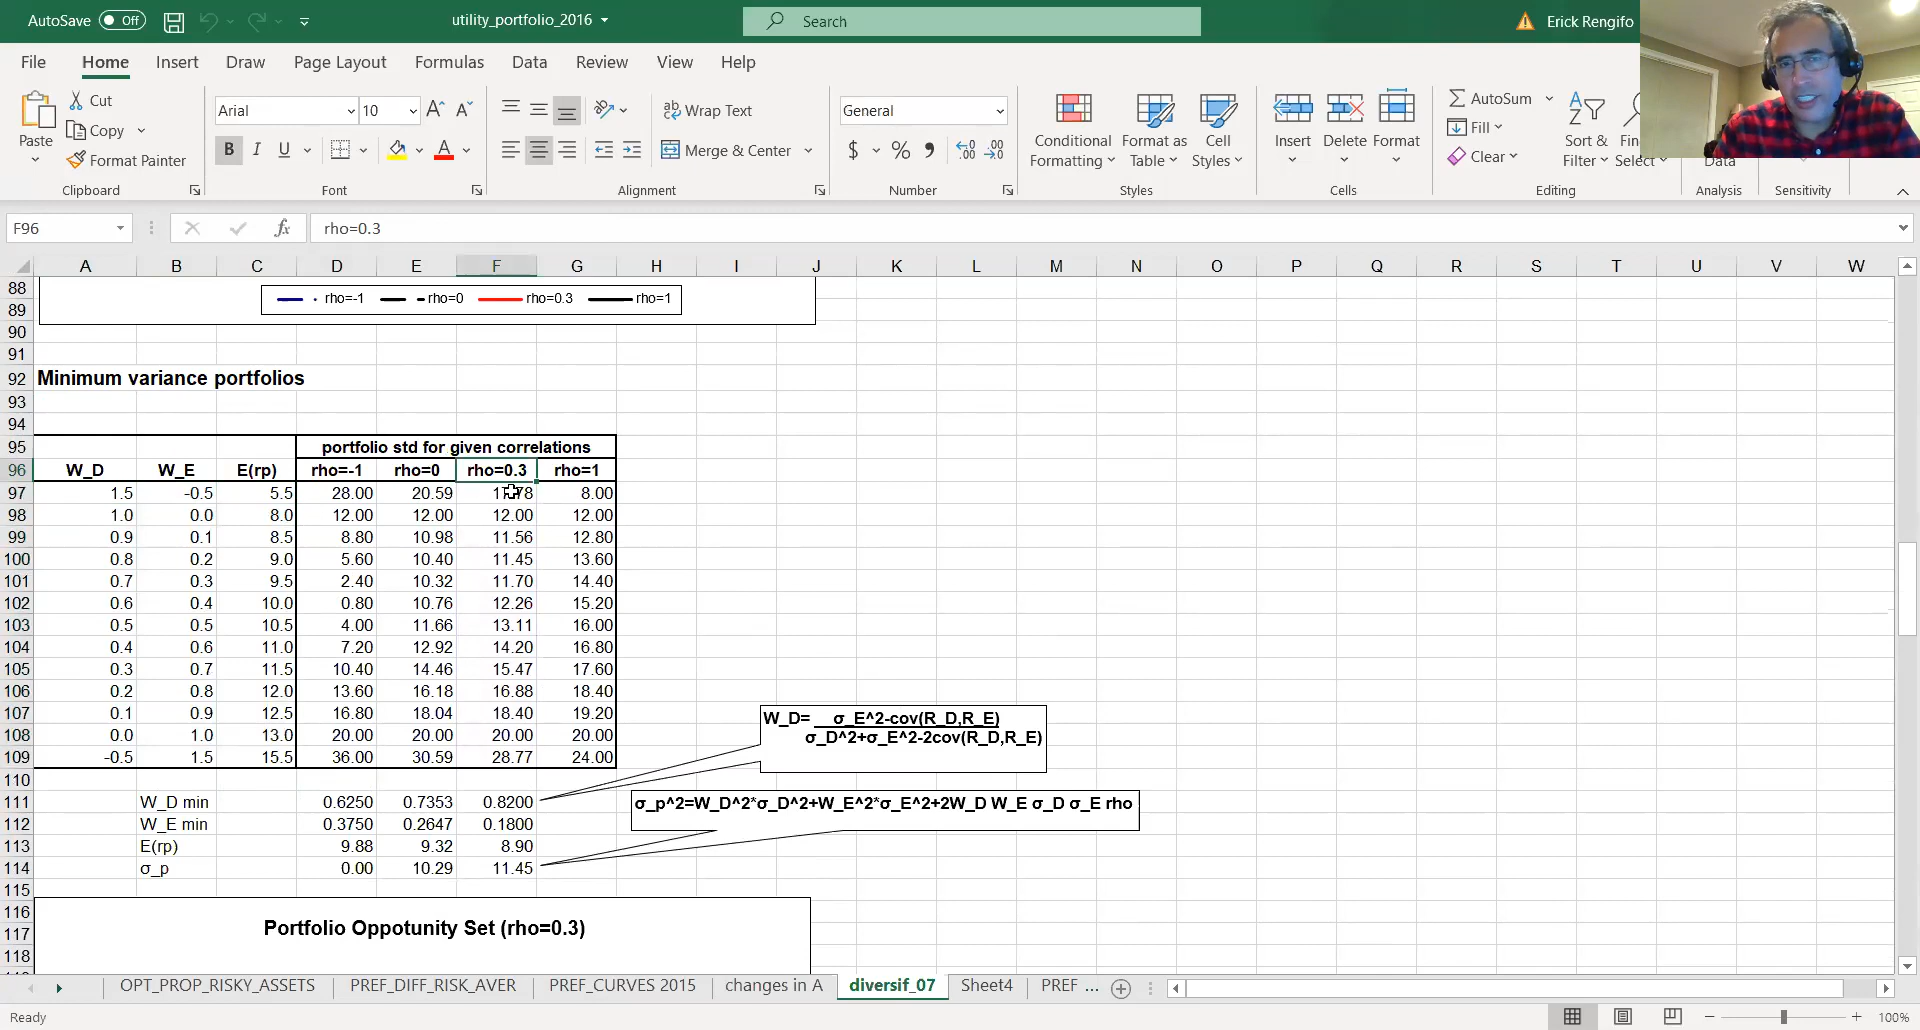 AutoSave Off utility_portfolio_2016 Search Erick Rengifo
File Home Insert Draw Page Layout Formulas Data Review View Help
Paste Cut Copy Format Painter Clipboard
Arial 10 B I U A Font
Wrap Text Merge & Center Alignment
General $ % Number
Conditional Formatting Format as Table Cell Styles Styles
Insert Delete Format Cells
AutoSum Fill Clear Sort & Filter Select Editing
Data Analysis Sensitivity
F96 fx rho=0.3
A B C D E F G H I J K L M N O P Q R S T U V W
88 rho=-1 rho=0 rho=0.3 rho=1
89
90
91
92 Minimum variance portfolios
93
94
95 portfolio std for given correlations
96 W_D W_E E(rp) rho=-1 rho=0 rho=0.3 rho=1
97 1.5 -0.5 5.5 28.00 20.59 8.00
98 1.0 0.0 8.0 12.00 12.00 12.00 12.00
99 0.9 0.1 8.5 8.80 10.98 11.56 12.80
100 0.8 0.2 9.0 5.60 10.40 11.45 13.60
101 0.7 0.3 9.5 2.40 10.32 11.70 14.40
102 0.6 0.4 10.0 0.80 10.76 12.26 15.20
103 0.5 0.5 10.5 4.00 11.66 13.11 16.00
104 0.4 0.6 11.0 7.20 12.92 14.20 16.80
105 0.3 0.7 11.5 10.40 14.46 15.47 17.60
106 0.2 0.8 12.0 13.60 16.18 16.88 18.40
107 0.1 0.9 12.5 16.80 18.04 18.40 19.20
108 0.0 1.0 13.0 20.00 20.00 20.00 20.00
109 -0.5 1.5 15.5 36.00 30.59 28.77 24.00
W_D= σ_E^2-cov(R_D,R_E)
σ_D^2+σ_E^2-2cov(R_D,R_E)
110
111 W_D min 0.6250 0.7353 0.8200
σ_p^2=W_D^2*σ_D^2+W_E^2*σ_E^2+2W_D W_E σ_D σ_E rho
112 W_E min 0.3750 0.2647 0.1800
113 E(rp) 9.88 9.32 8.90
114 σ_p 0.00 10.29 11.45
115
116
117 Portfolio Oppotunity Set (rho=0.3)
118
OPT_PROP_RISKY_ASSETS PREF_DIFF_RISK_AVER PREF_CURVES 2015 changes in A diversif_07 Sheet4 PREF ...
Ready 100%